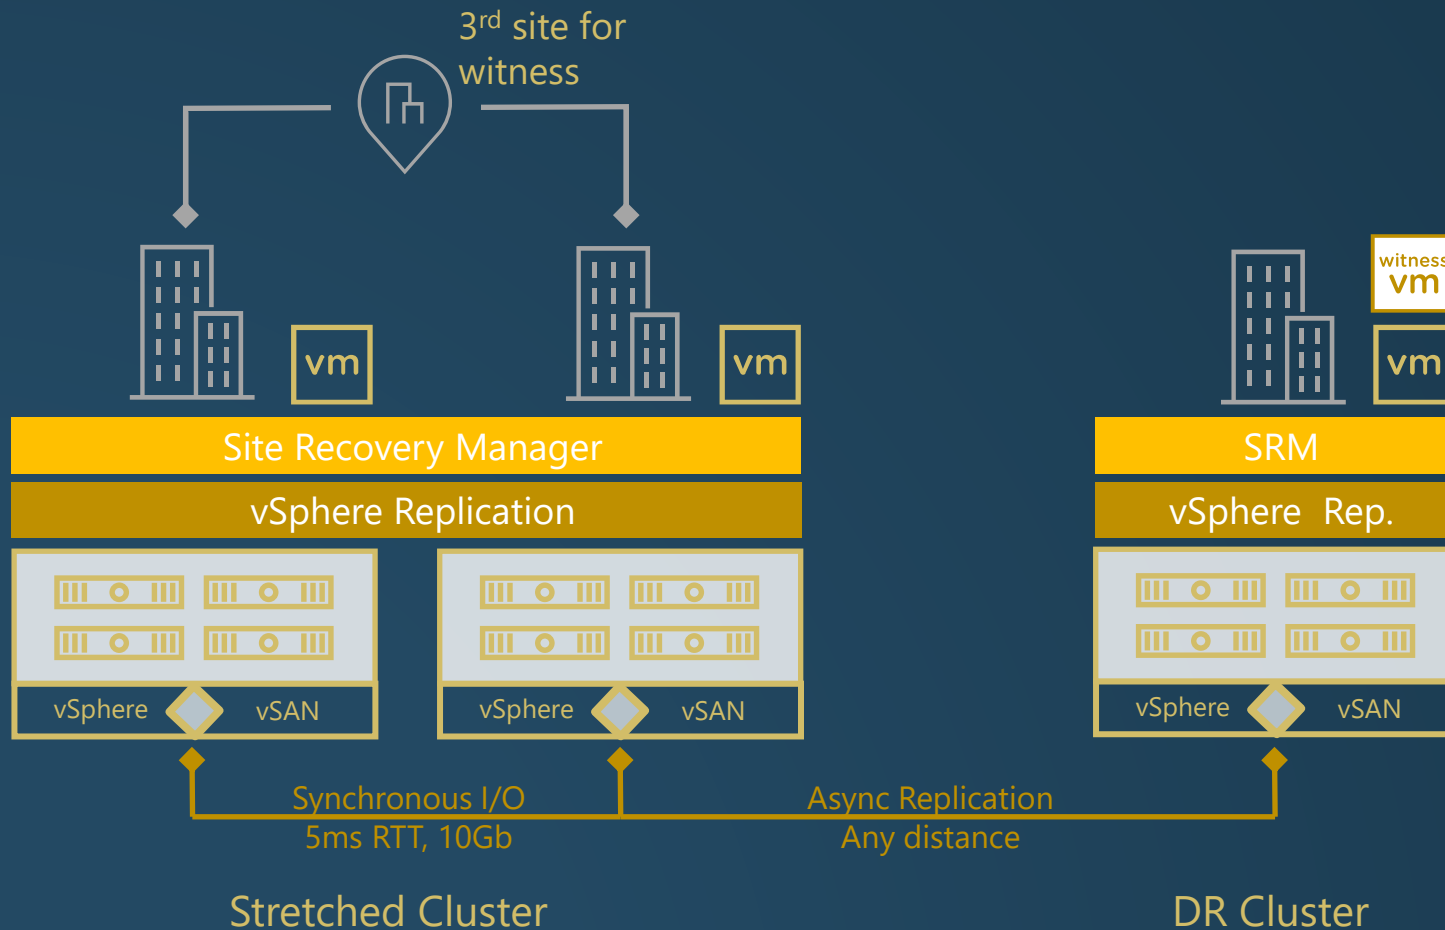 3rd site for
witness
vm
vm
witness
vm
vm
Site Recovery Manager
SRM
vSphere Replication
vSphere Rep.
vSphere
vSAN
vSphere
vSAN
vSphere
vSAN
Synchronous I/O
5ms RTT, 10Gb
Async Replication
Any distance
Stretched Cluster
DR Cluster